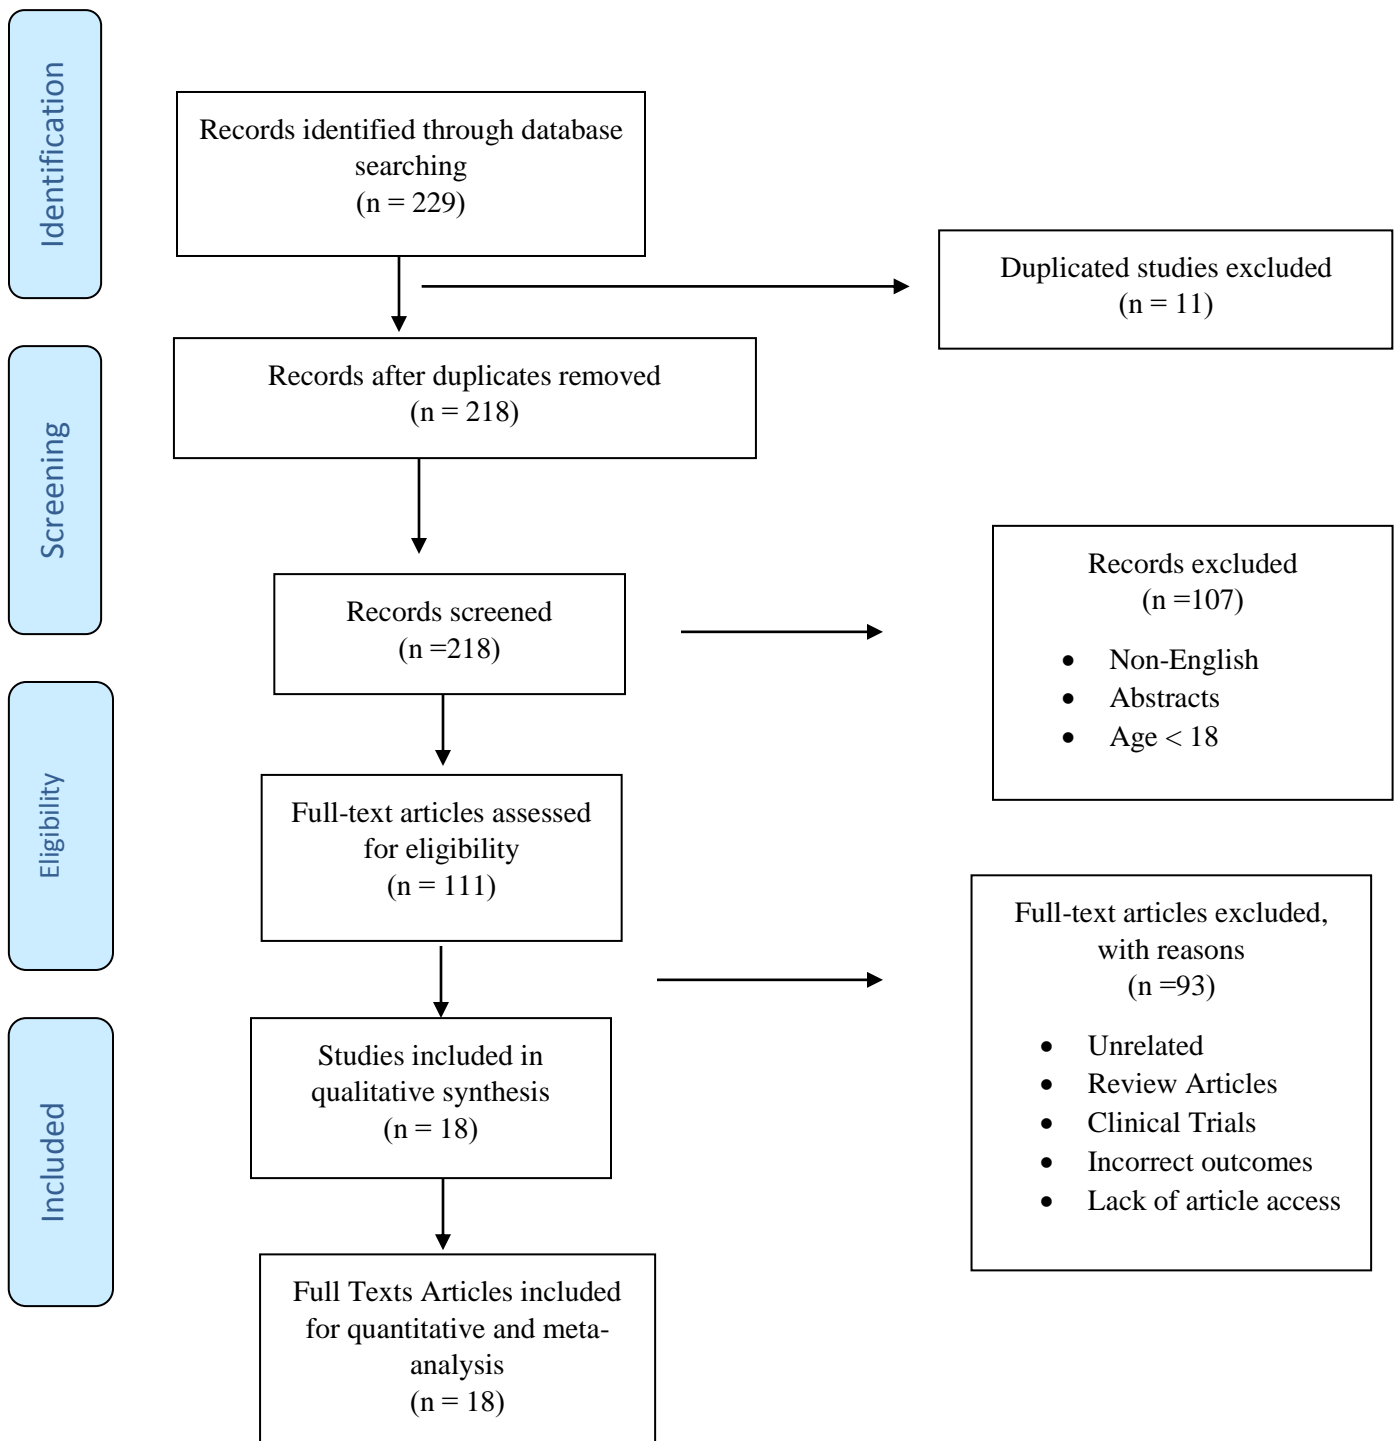 Identification
Records identified through database
searching
(n = 229)
Duplicated studies excluded
(n = 11)
Screening
Records after duplicates removed
(n = 218)
Records screened
(n =218)
Records excluded
(n =107)
• Non-English
• Abstracts
• Age < 18
Eligibility
Full-text articles assessed
for eligibility
(n = 111)
Full-text articles excluded,
with reasons
(n =93)
• Unrelated
• Review Articles
• Clinical Trials
• Incorrect outcomes
• Lack of article access
Included
Studies included in
qualitative synthesis
(n = 18)
Full Texts Articles included
for quantitative and meta-
analysis
(n = 18)